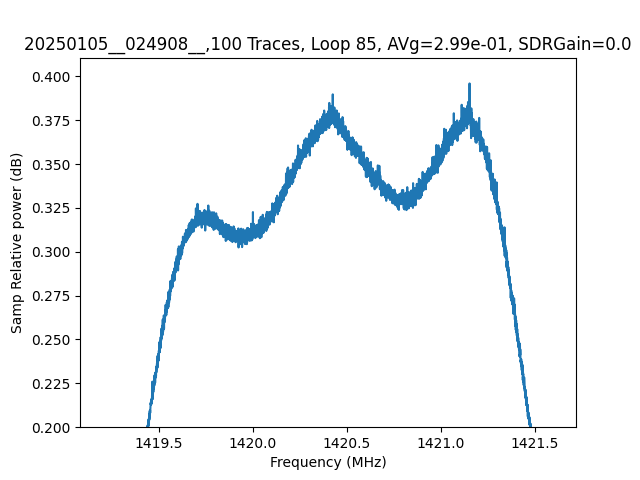 20250105__024908__,100 Traces, Loop 85, AVg=2.99e-01, SDRGain=0.0
0.400
0.375
0.350
0.325
0.300
0.275
0.250
0.225
0.200
Samp Relative power (dB)
1419.5 1420.0 1420.5 1421.0 1421.5
Frequency (MHz)